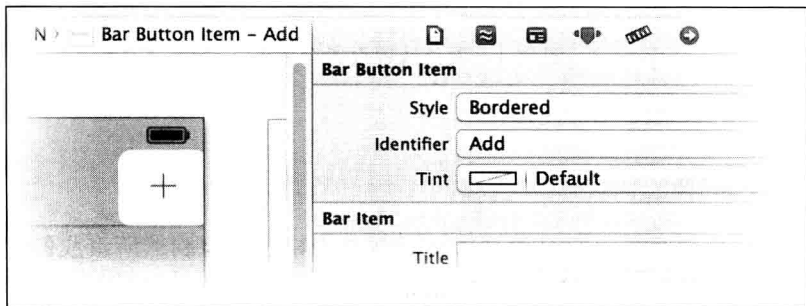 N › Bar Button Item – Add
Bar Button Item
Style Bordered
Identifier Add
Tint Default
Bar Item
Title